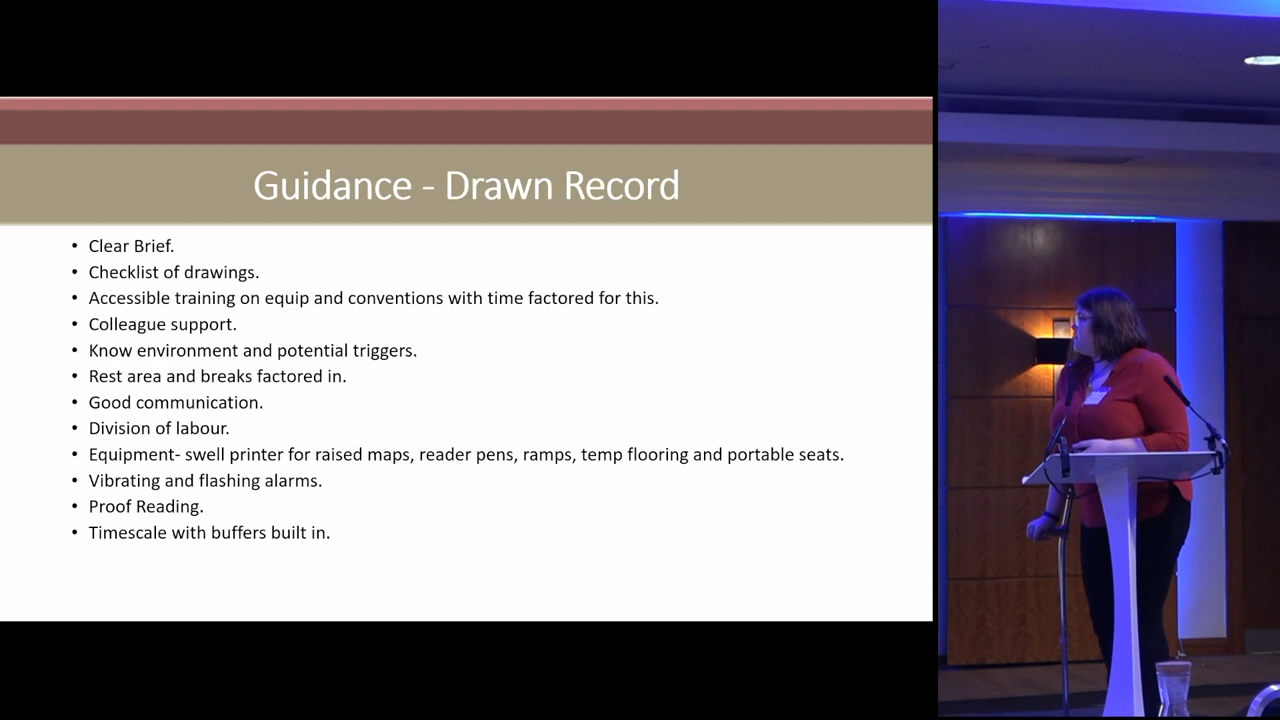 Guidance - Drawn Record
• Clear Brief.
• Checklist of drawings.
• Accessible training on equip and conventions with time factored for this.
• Colleague support.
• Know environment and potential triggers.
• Rest area and breaks factored in.
• Good communication.
• Division of labour.
• Equipment- swell printer for raised maps, reader pens, ramps, temp flooring and portable seats.
• Vibrating and flashing alarms.
• Proof Reading.
• Timescale with buffers built in.